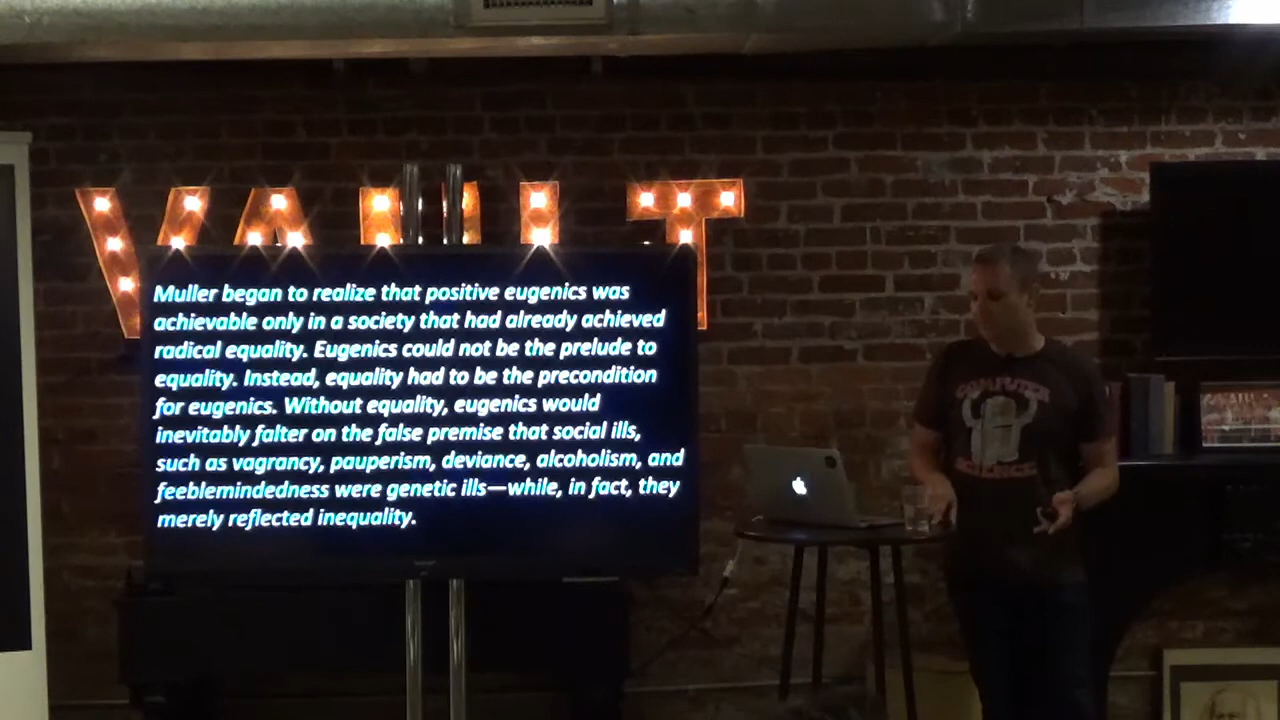 VAULT
Muller began to realize that positive eugenics was
achievable only in a society that had already achieved
radical equality. Eugenics could not be the prelude to
equality. Instead, equality had to be the precondition
for eugenics. Without equality, eugenics would
inevitably falter on the false premise that social ills,
such as vagrancy, pauperism, deviance, alcoholism, and
feeblemindedness were genetic ills—while, in fact, they
merely reflected inequality.
COMPUTER
SCIENCE